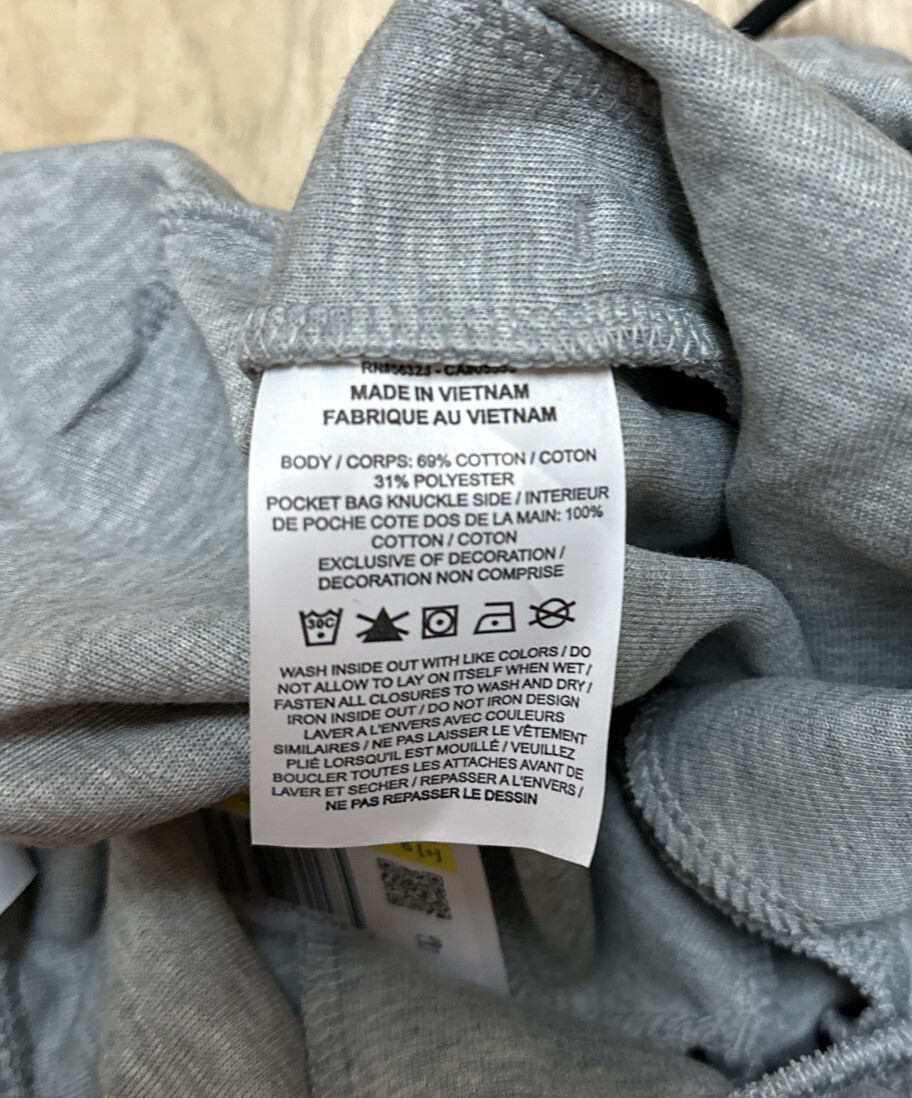 MADE IN VIETNAM
FABRIQUE AU VIETNAM
BODY / CORPS: 69% COTTON / COTON
31% POLYESTER
POCKET BAG KNUCKLE SIDE / INTERIEUR
DE POCHE COTE DOS DE LA MAIN: 100%
COTTON / COTON
EXCLUSIVE OF DECORATION /
DECORATION NON COMPRISE
30C
WASH INSIDE OUT WITH LIKE COLORS / DO
NOT ALLOW TO LAY ON ITSELF WHEN WET /
FASTEN ALL CLOSURES TO WASH AND DRY /
IRON INSIDE OUT / DO NOT IRON DESIGN
LAVER A L'ENVERS AVEC COULEURS
SIMILAIRES / NE PAS LAISSER LE VÊTEMENT
PLIÉ LORSQU'IL EST MOUILLÉ / VEUILLEZ
BOUCLER TOUTES LES ATTACHES AVANT DE
LAVER ET SECHER / REPASSER A L'ENVERS /
NE PAS REPASSER LE DESSIN